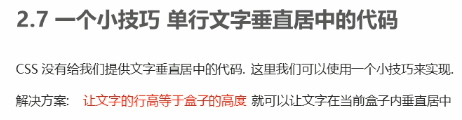 2.7 一个小技巧 单行文字垂直居中的代码
CSS 没有给我们提供文字垂直居中的代码. 这里我们可以使用一个小技巧来实现.
解决方案: 让文字的行高等于盒子的高度 就可以让文字在当前盒子内垂直居中